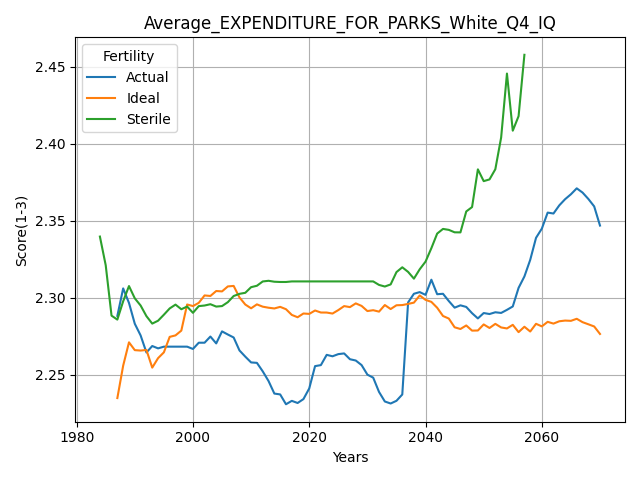 Average_EXPENDITURE_FOR_PARKS_White_Q4_IQ
Fertility
Actual
Ideal
Sterile
Score(1-3)
2.45
2.40
2.35
2.30
2.25
1980 2000 2020 2040 2060
Years